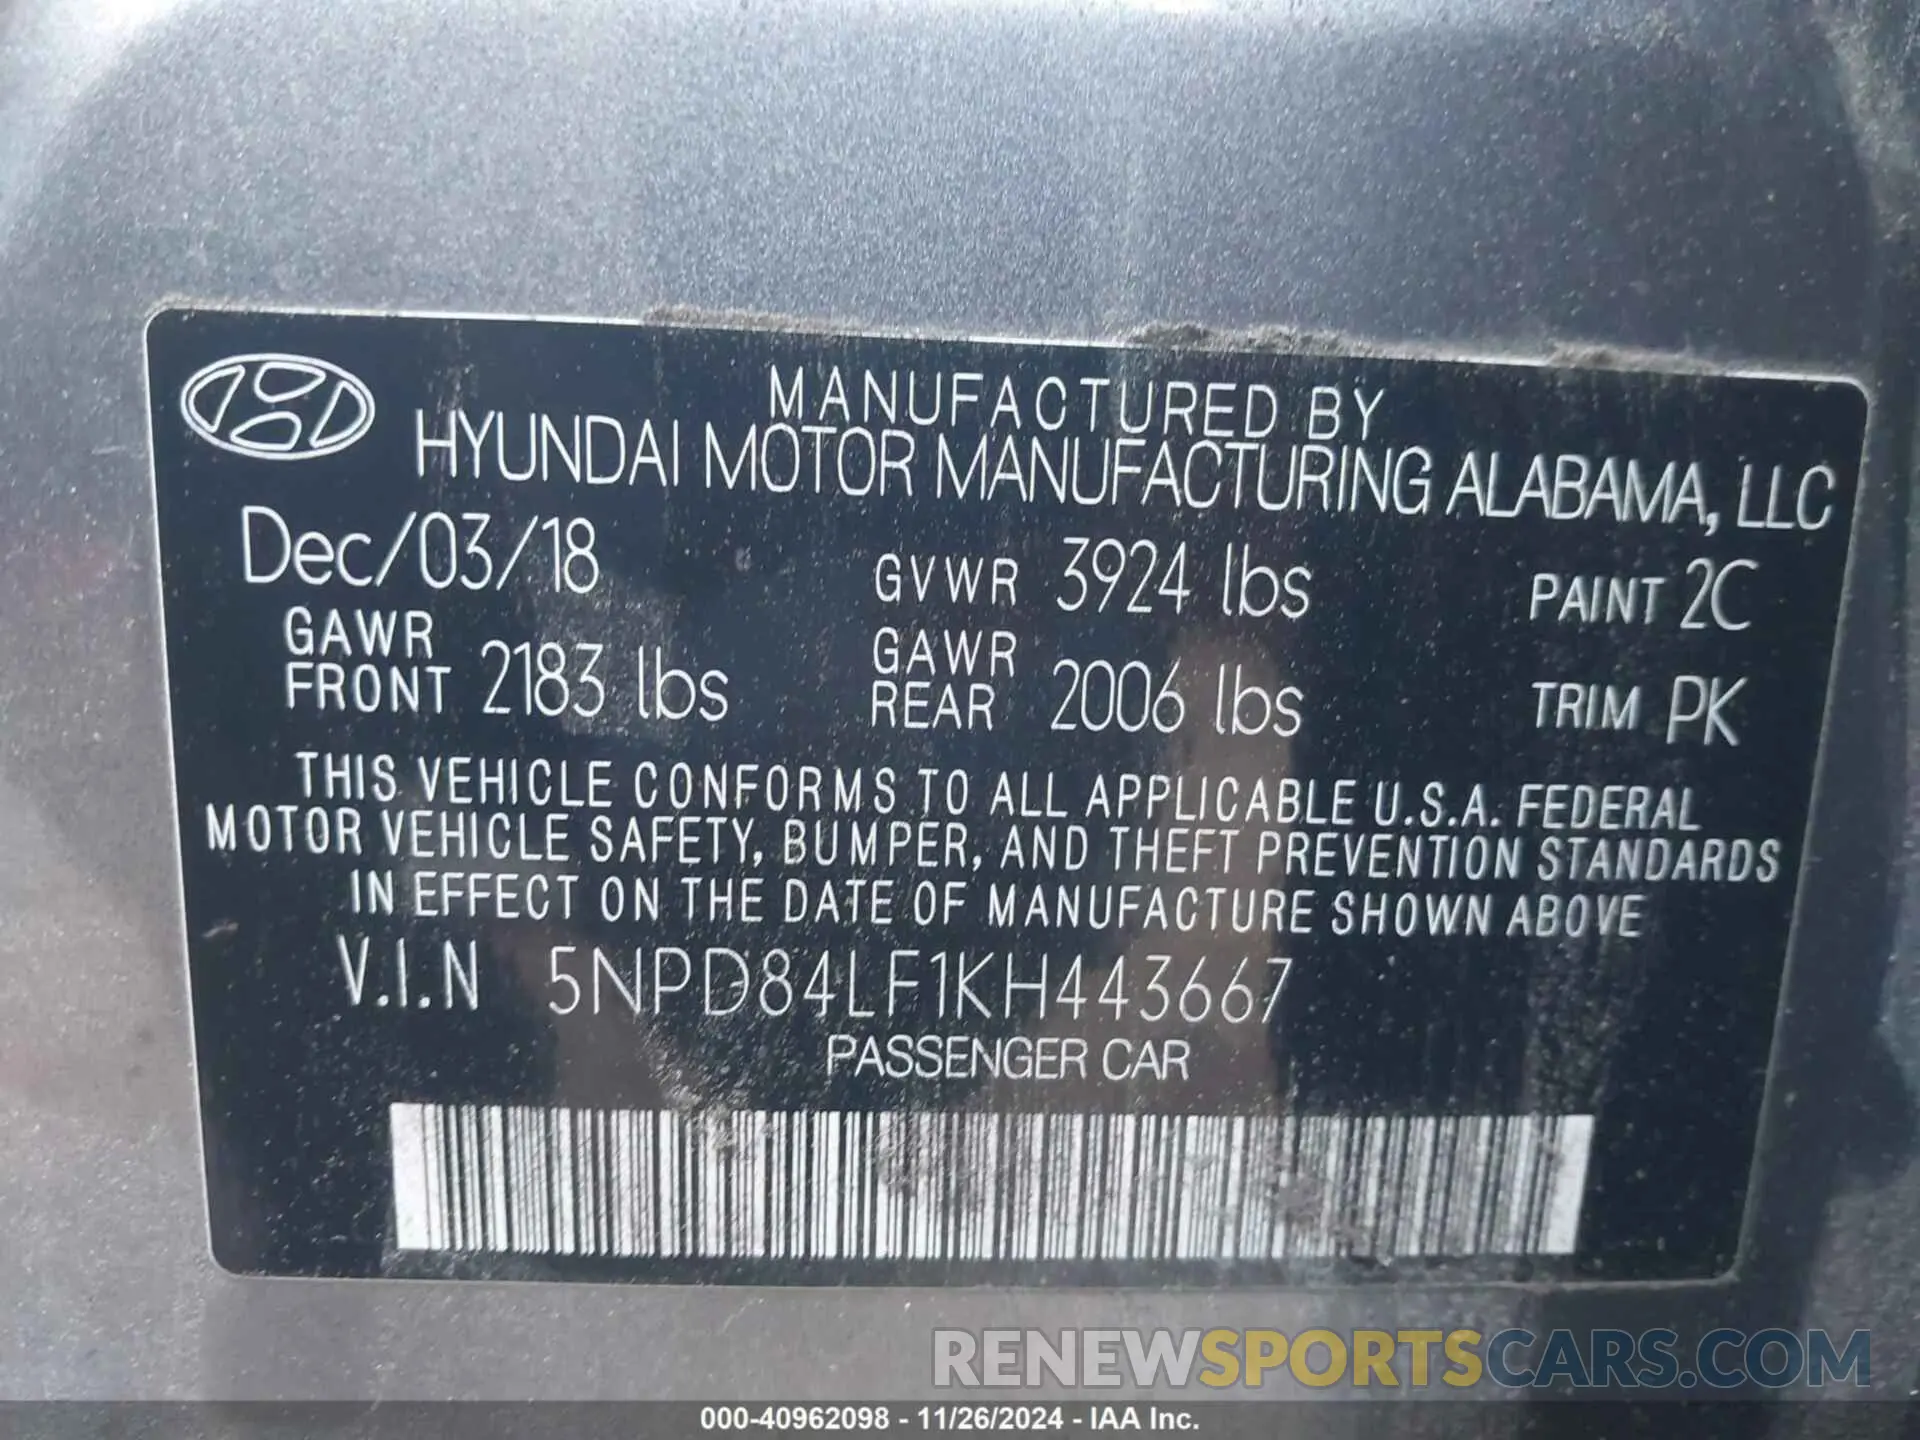 MANUFACTURED BY
HYUNDAI MOTOR MANUFACTURING ALABAMA, LLC
Dec/03/18 GVWR 3924 lbs PAINT 2C
GAWR FRONT 2183 lbs GAWR REAR 2006 lbs TRIM PK
THIS VEHICLE CONFORMS TO ALL APPLICABLE U.S.A. FEDERAL
MOTOR VEHICLE SAFETY, BUMPER, AND THEFT PREVENTION STANDARDS
IN EFFECT ON THE DATE OF MANUFACTURE SHOWN ABOVE
V.I.N 5NPD84LF1KH443667
PASSENGER CAR
RENEWSPORTSCARS.COM
000-40962098 - 11/26/2024 - IAA Inc.